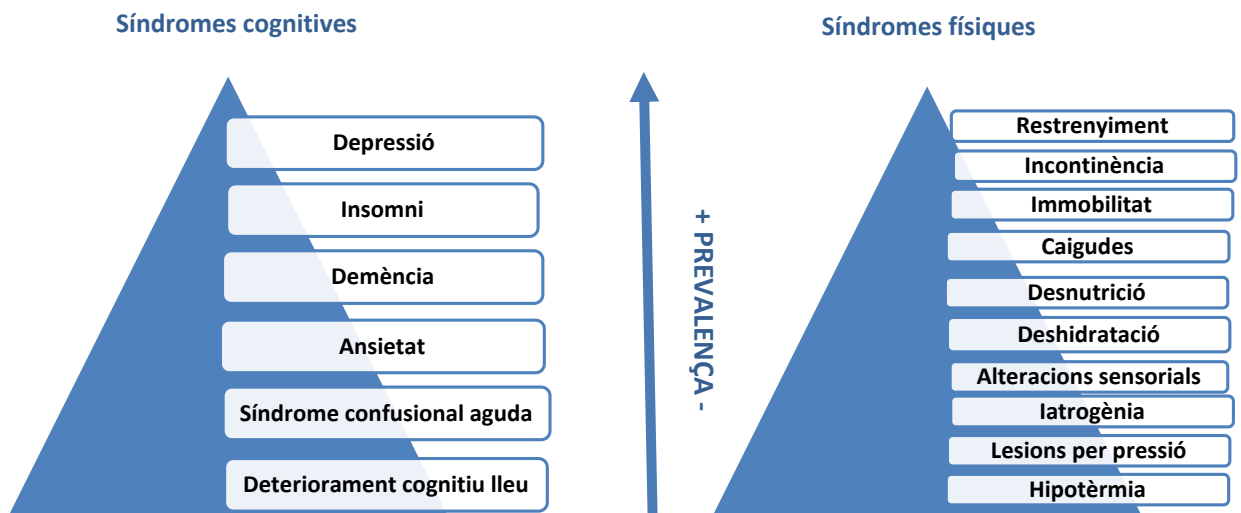 Síndromes cognitives
Depressió
Insomni
Demència
Ansietat
Síndrome confusional aguda
Deteriorament cognitiu lleu
+ PREVALENÇA -
Síndromes físiques
Restrenyiment
Incontinència
Immobilitat
Caigudes
Desnutrició
Deshidratació
Alteracions sensorials
Iatrogènia
Lesions per pressió
Hipotèrmia